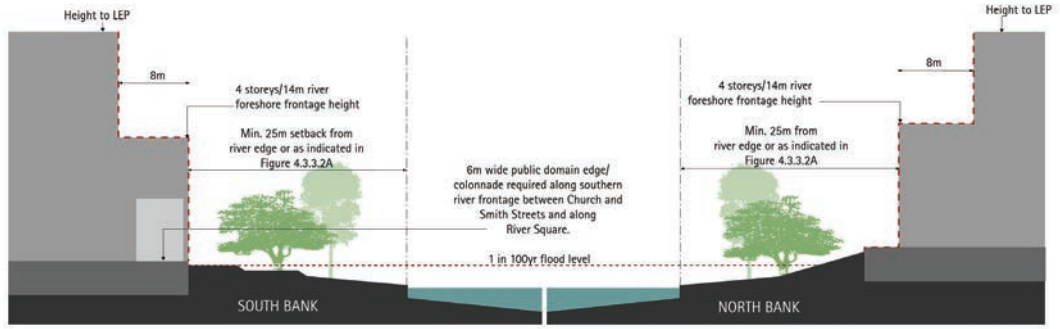 Height to LEP
8m
4 storeys/14m river
foreshore frontage height
Min. 25m setback from
river edge or as indicated in
Figure 4.3.3.2A
6m wide public domain edge/
colonnade required along southern
river frontage between Church and
Smith Streets and along
River Square.
1 in 100yr flood level
SOUTH BANK
Height to LEP
8m
4 storeys/14m river
foreshore frontage height
Min. 25m from
river edge or as indicated in
Figure 4.3.3.2A
NORTH BANK